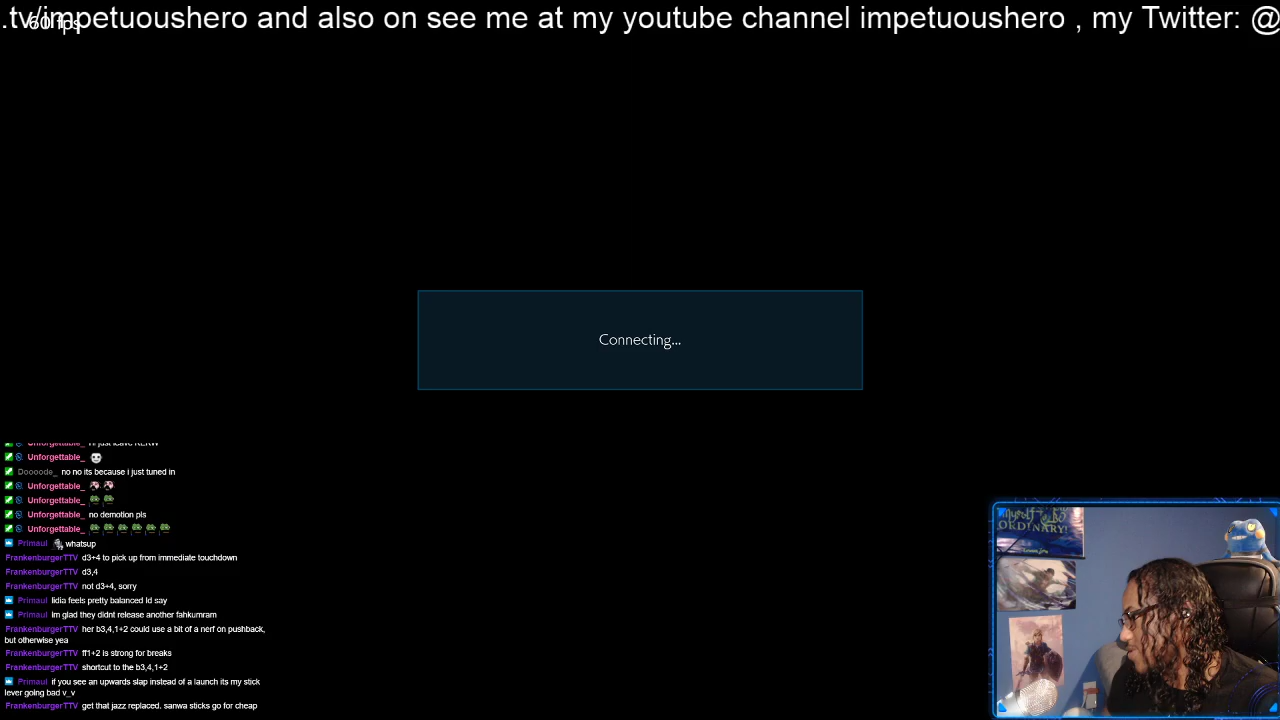 .tv/impetuoushero and also on see me at my youtube channel impetuoushero , my Twitter: @
60 fps
Connecting...
Unforgettable_
Unforgettable_
Doooode_ no no its because i just tuned in
Unforgettable_
Unforgettable_
Unforgettable_ no demotion pls
Unforgettable_
Primaul whatsup
FrankenburgerTTV d3+4 to pick up from immediate touchdown
FrankenburgerTTV d3,4
FrankenburgerTTV not d3+4, sorry
Primaul lidia feels pretty balanced Id say
Primaul im glad they didnt release another fahkumram
FrankenburgerTTV her b3,4,1+2 could use a bit of a nerf on pushback,
but otherwise yea
FrankenburgerTTV ff1+2 is strong for breaks
FrankenburgerTTV shortcut to the b3,4,1+2
Primaul if you see an upwards slap instead of a launch its my stick
lever going bad v_v
FrankenburgerTTV get that jazz replaced. sanwa sticks go for cheap
myself
ORDINARY!